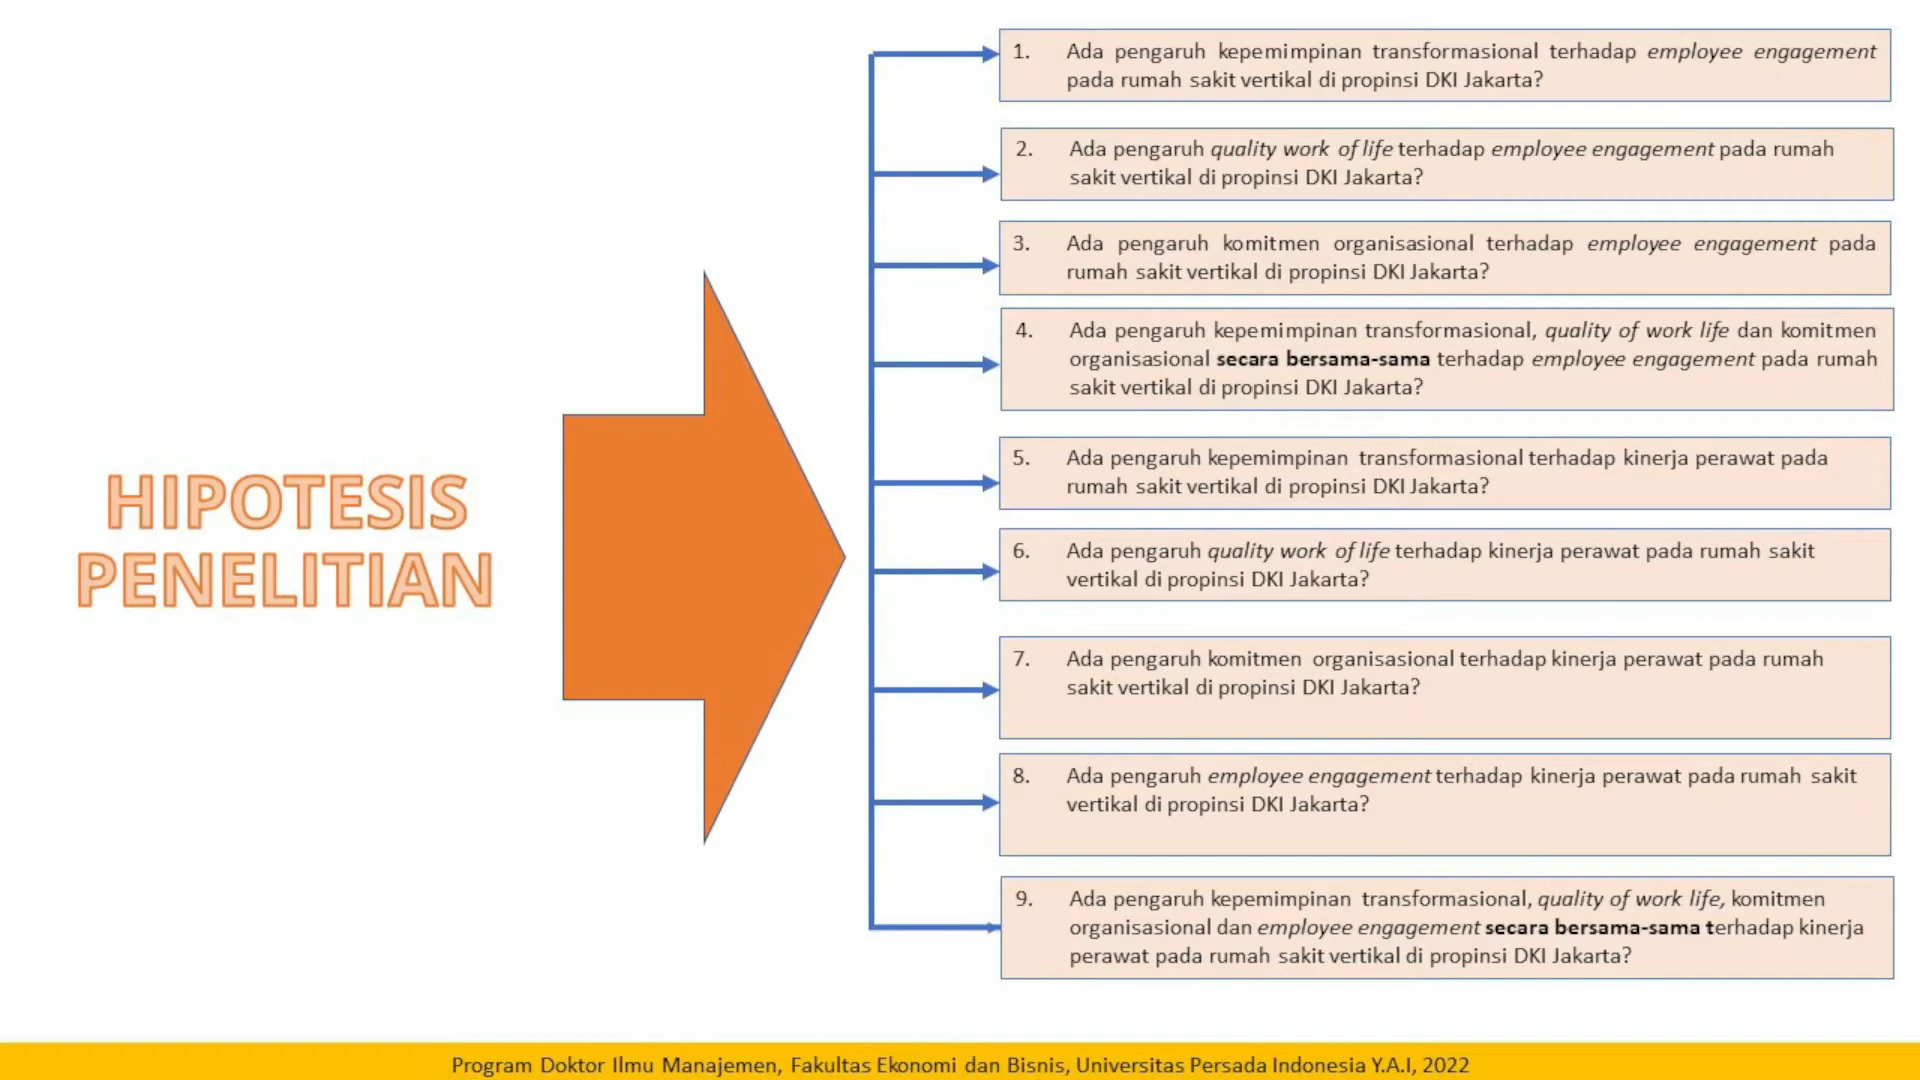 HIPOTESIS
PENELITIAN
1. Ada pengaruh kepemimpinan transformasional terhadap employee engagement
pada rumah sakit vertikal di propinsi DKI Jakarta?
2. Ada pengaruh quality work of life terhadap employee engagement pada rumah
sakit vertikal di propinsi DKI Jakarta?
3. Ada pengaruh komitmen organisasional terhadap employee engagement pada
rumah sakit vertikal di propinsi DKI Jakarta?
4. Ada pengaruh kepemimpinan transformasional, quality of work life dan komitmen
organisasional secara bersama-sama terhadap employee engagement pada rumah
sakit vertikal di propinsi DKI Jakarta?
5. Ada pengaruh kepemimpinan transformasional terhadap kinerja perawat pada
rumah sakit vertikal di propinsi DKI Jakarta?
6. Ada pengaruh quality work of life terhadap kinerja perawat pada rumah sakit
vertikal di propinsi DKI Jakarta?
7. Ada pengaruh komitmen organisasional terhadap kinerja perawat pada rumah
sakit vertikal di propinsi DKI Jakarta?
8. Ada pengaruh employee engagement terhadap kinerja perawat pada rumah sakit
vertikal di propinsi DKI Jakarta?
9. Ada pengaruh kepemimpinan transformasional, quality of work life, komitmen
organisasional dan employee engagement secara bersama-sama terhadap kinerja
perawat pada rumah sakit vertikal di propinsi DKI Jakarta?
Program Doktor Ilmu Manajemen, Fakultas Ekonomi dan Bisnis, Universitas Persada Indonesia Y.A.I, 2022